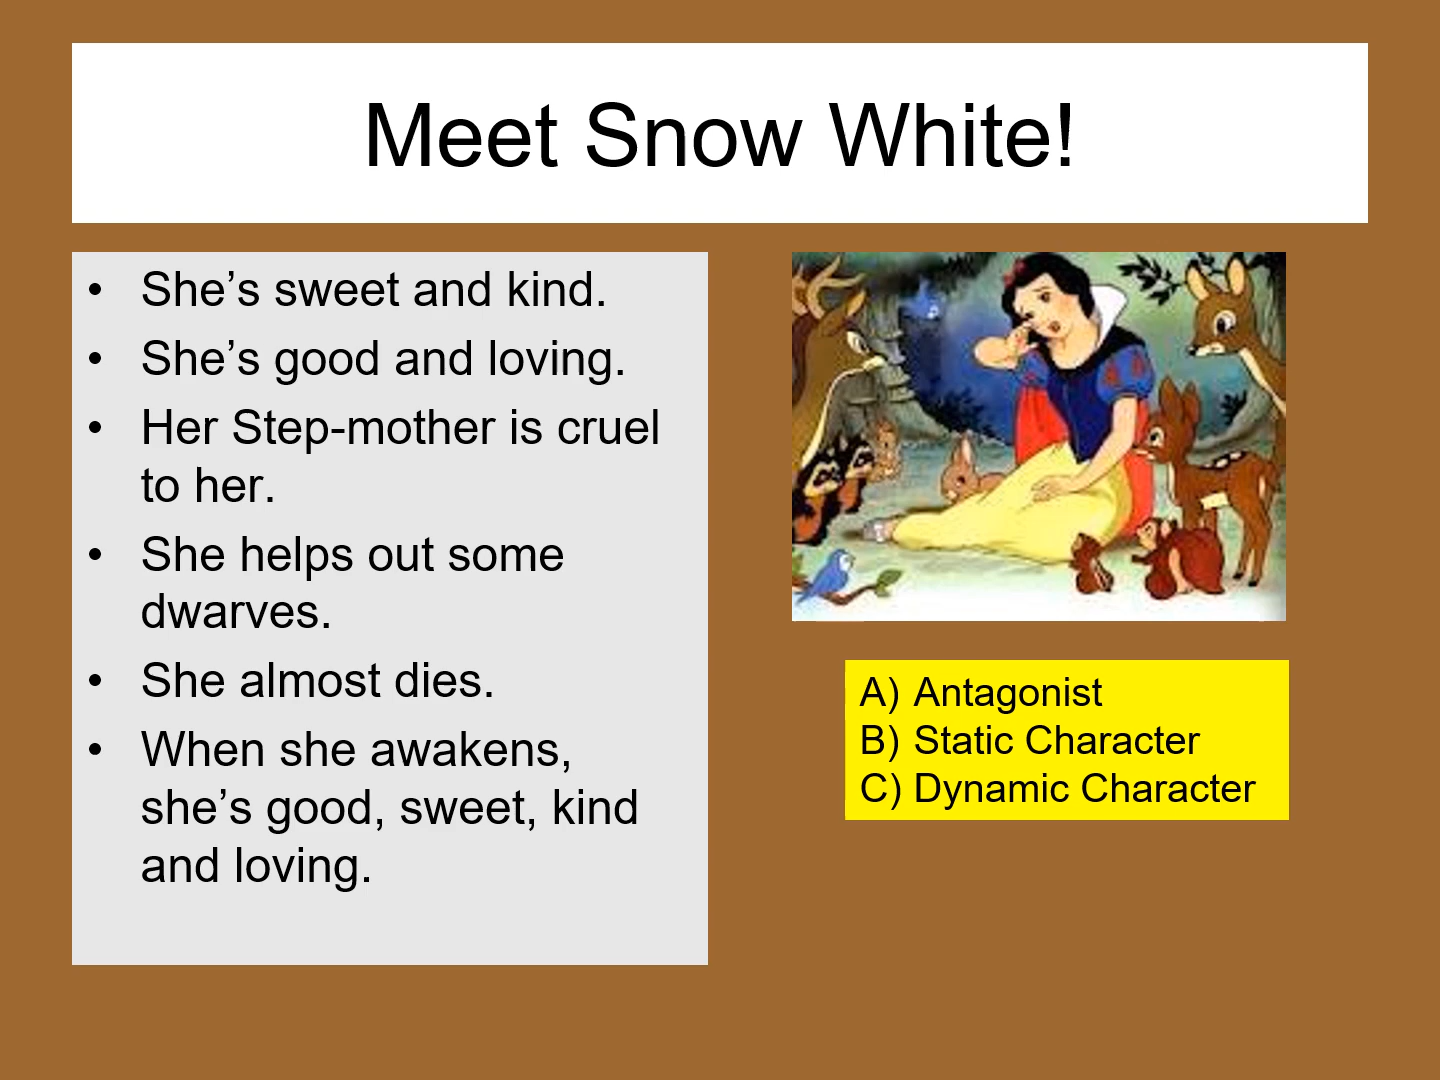 Meet Snow White!
• She’s sweet and kind.
• She’s good and loving.
• Her Step-mother is cruel
to her.
• She helps out some
dwarves.
• She almost dies.
• When she awakens,
she’s good, sweet, kind
and loving.
A) Antagonist
B) Static Character
C) Dynamic Character